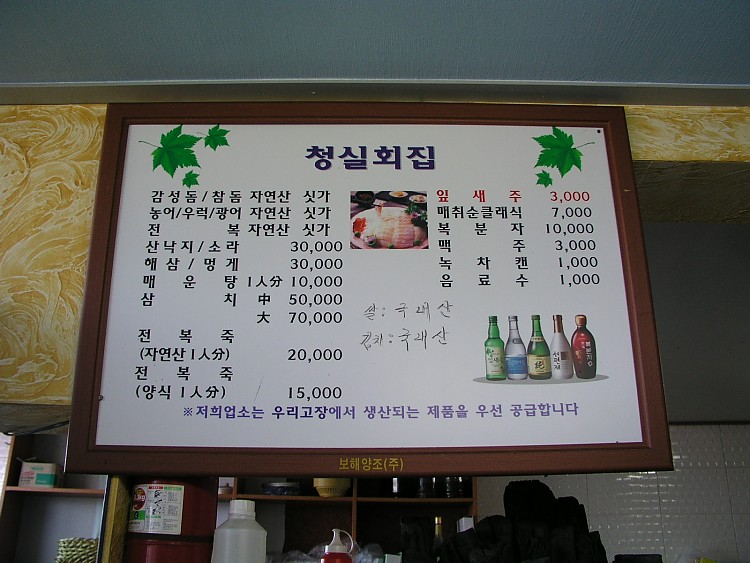 청실회집
감성돔/참돔 자연산 싯가
농어/우럭/광어 자연산 싯가
전 복 자연산 싯가
산낙지/소라 30,000
해삼/멍게 30,000
매 운 탕 1인分 10,000
삼 치 中 50,000
大 70,000
전 복 죽
(자연산 1人分) 20,000
전 복 죽
(양식 1人分) 15,000
잎 새 주 3,000
매취순클래식 7,000
복 분 자 10,000
맥 주 3,000
녹 차 캔 1,000
음 료 수 1,000
쌀: 국내산
김치: 국내산
※저희업소는 우리고장에서 생산되는 제품을 우선 공급합니다
보해양조(주)